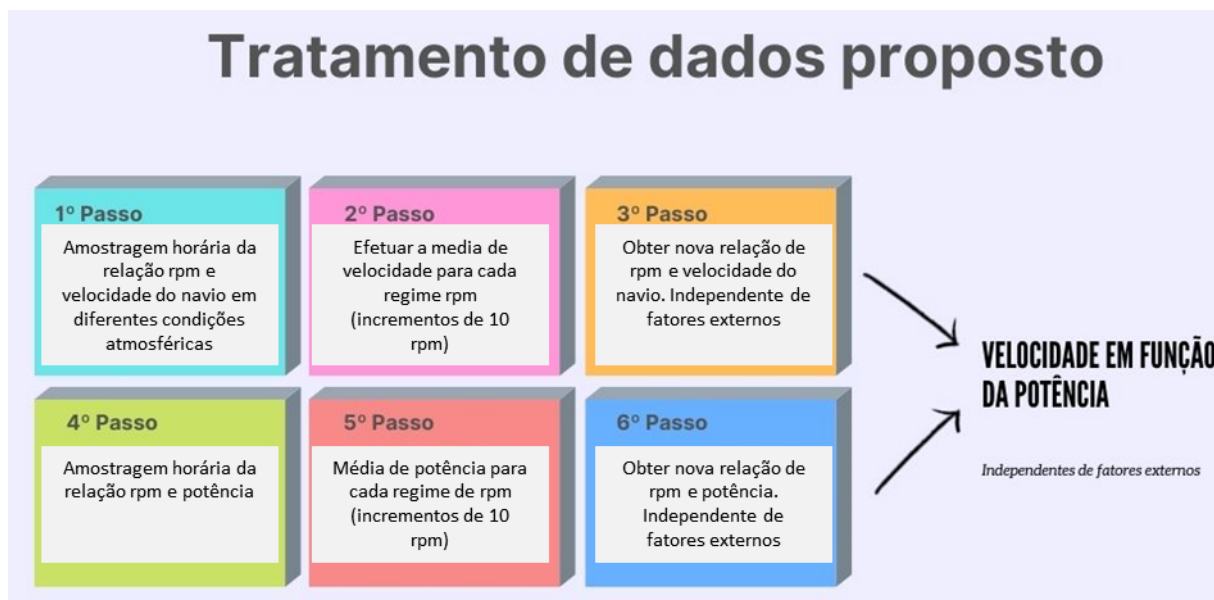 Tratamento de dados proposto
1º Passo
Amostragem horária da
relação rpm e
velocidade do navio em
diferentes condições
atmosféricas
2º Passo
Efetuar a media de
velocidade para cada
regime rpm
(incrementos de 10
rpm)
3º Passo
Obter nova relação de
rpm e velocidade do
navio. Independente de
fatores externos
4º Passo
Amostragem horária da
relação rpm e potência
5º Passo
Média de potência para
cada regime de rpm
(incrementos de 10
rpm)
6º Passo
Obter nova relação de
rpm e potência.
Independente de
fatores externos
VELOCIDADE EM FUNÇÃO
DA POTÊNCIA
Independentes de fatores externos